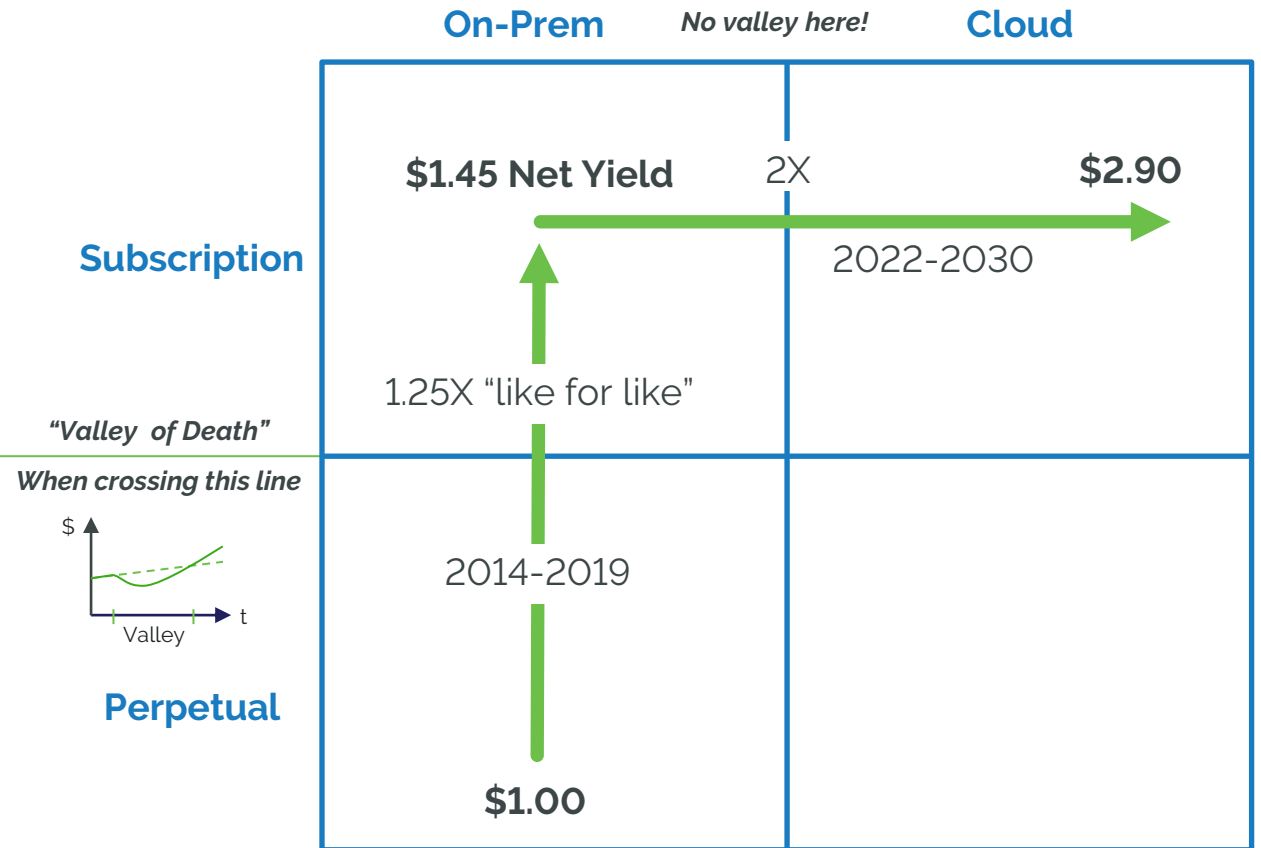 On-Prem
No valley here!
Cloud
$1.45 Net Yield
2X
$2.90
Subscription
2022-2030
1.25X “like for like”
“Valley of Death”
When crossing this line
$
t
Valley
2014-2019
Perpetual
$1.00